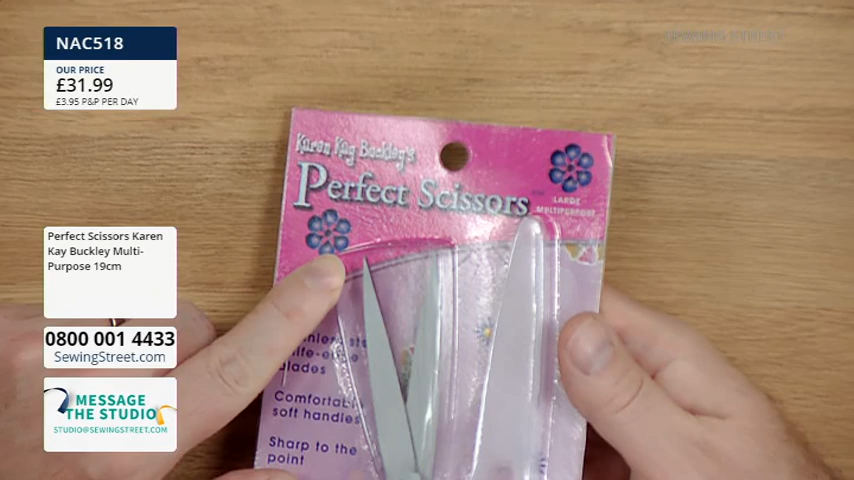 NAC518
OUR PRICE
£31.99
£3.95 P&P PER DAY
Perfect Scissors Karen
Kay Buckley Multi-
Purpose 19cm
0800 001 4433
SewingStreet.com
MESSAGE
THE STUDIO
STUDIO@SEWINGSTREET.COM
Karen Kay Buckley's
Perfect Scissors
LARGE
MULTIPURPOSE
Comfortable
soft handles
Sharp to the
point